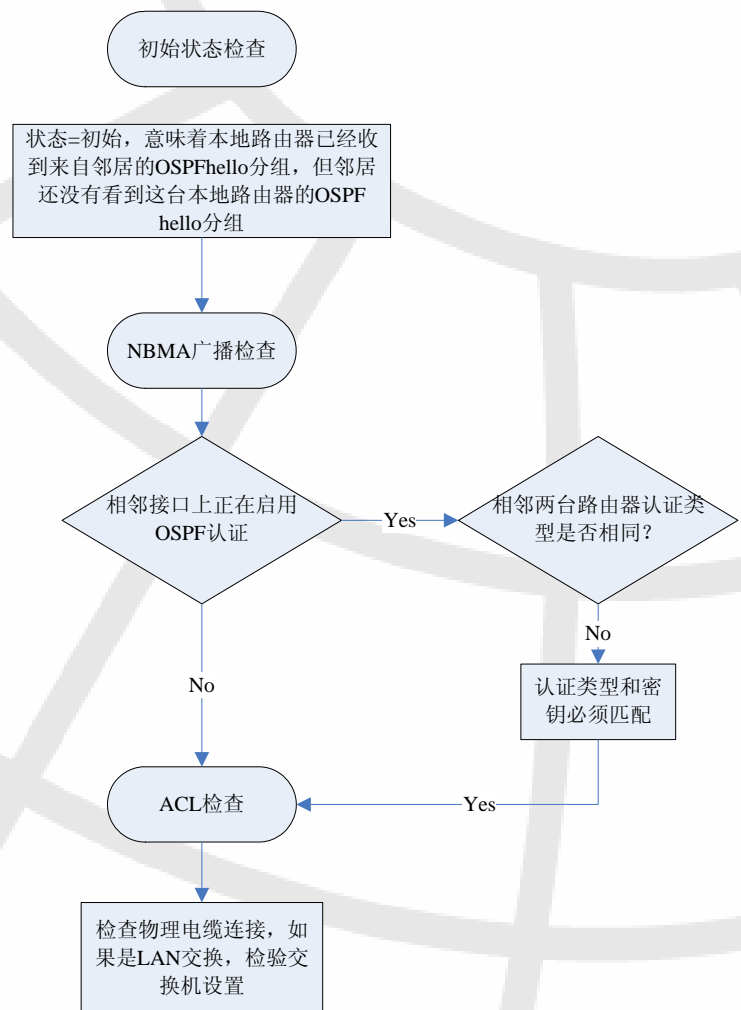 初始状态检查
状态=初始，意味着本地路由器已经收
到来自邻居的OSPFhello分组，但邻居
还没有看到这台本地路由器的OSPF
hello分组
NBMA广播检查
相邻接口上正在启用
OSPF认证
Yes
相邻两台路由器认证类
型是否相同？
No
No
认证类型和密
钥必须匹配
ACL检查
Yes
检查物理电缆连接，如
果是LAN交换，检验交
换机设置